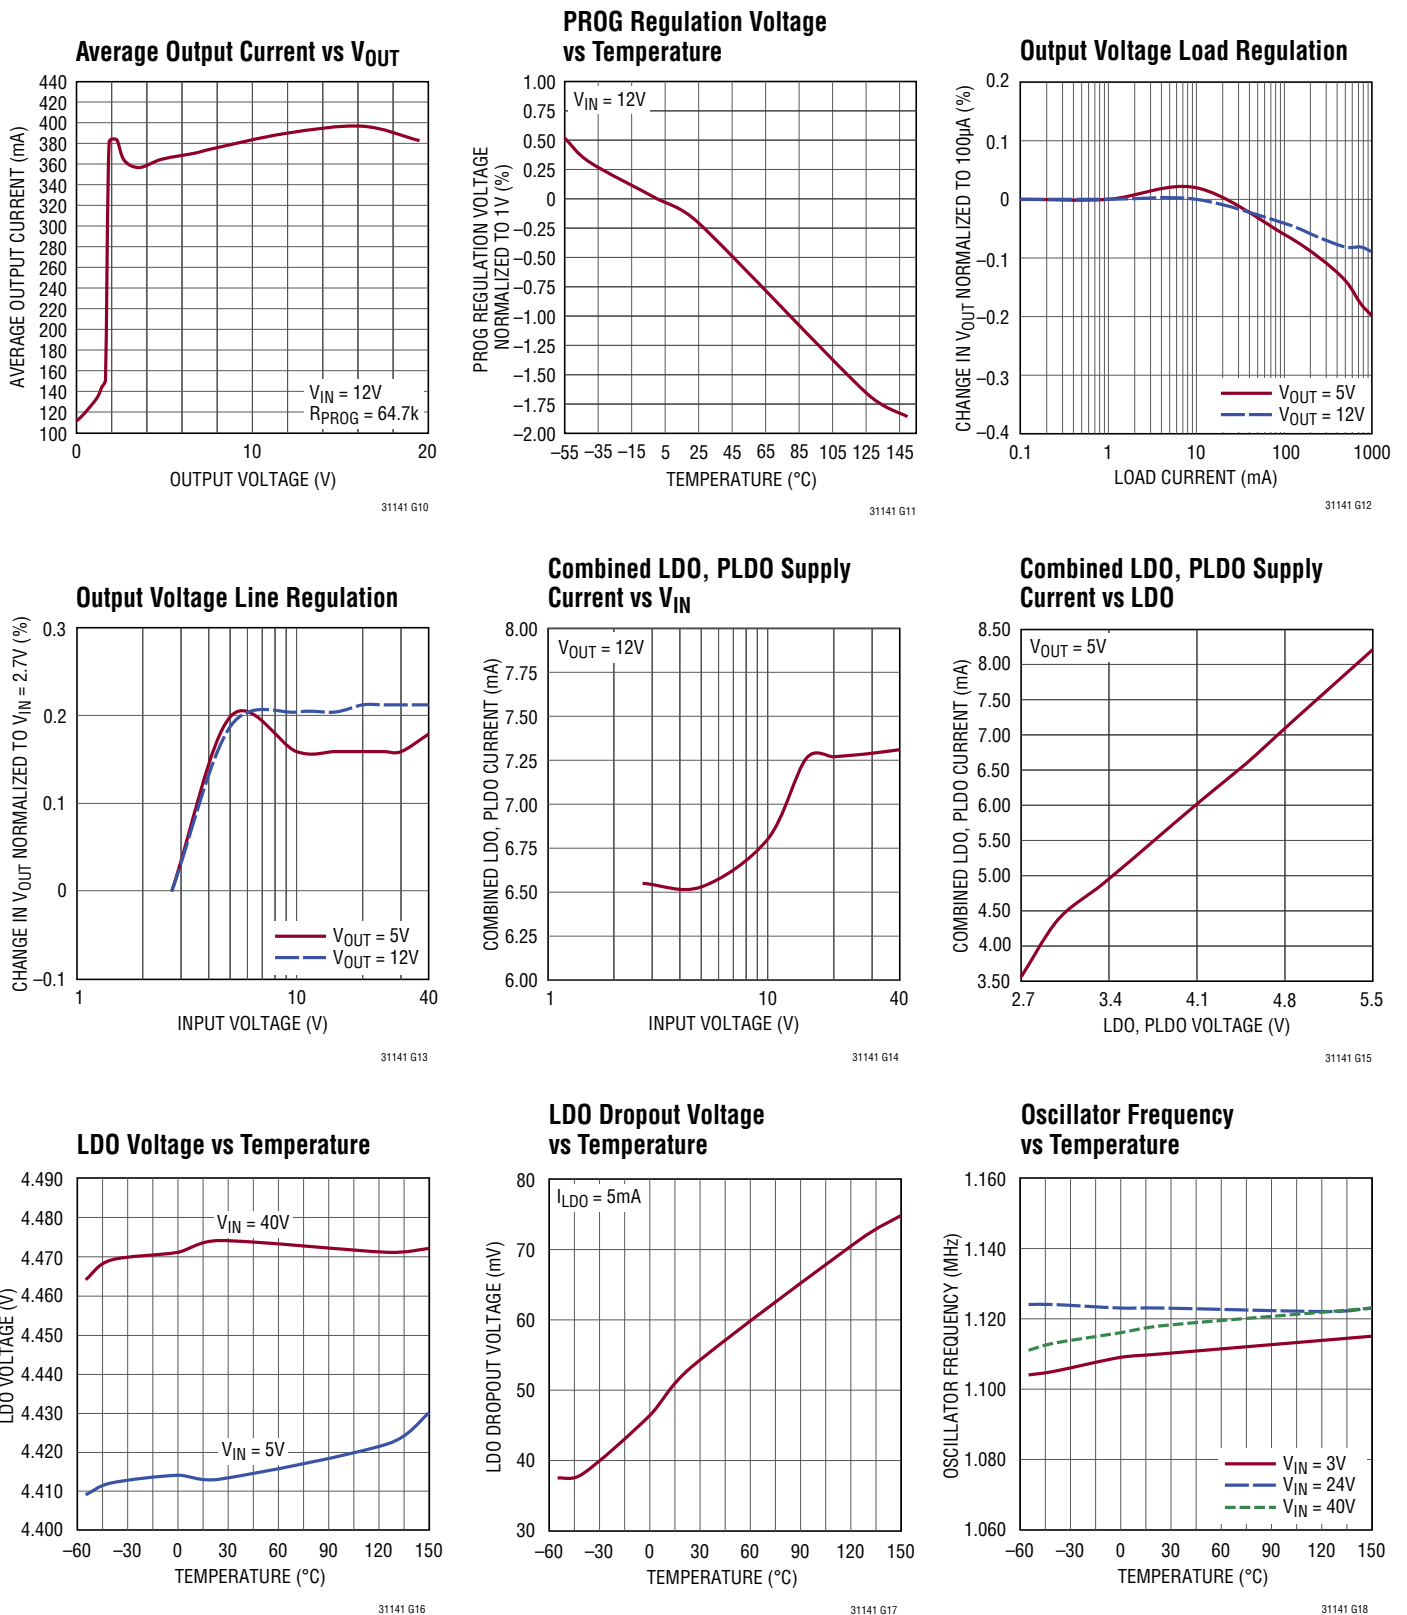 Average Output Current vs VOUT
AVERAGE OUTPUT CURRENT (mA)
440
420
400
380
360
340
320
300
280
260
240
220
200
180
160
140
120
100
VIN = 12V
RPROG = 64.7k
0 10 20
OUTPUT VOLTAGE (V)
31141 G10
PROG Regulation Voltage
vs Temperature
PROG REGULATION VOLTAGE
NORMALIZED TO 1V (%)
1.00
0.75
0.50
0.25
0
–0.25
–0.50
–0.75
–1.00
–1.25
–1.50
–1.75
–2.00
VIN = 12V
–55 –35 –15 5 25 45 65 85 105 125 145
TEMPERATURE (°C)
31141 G11
Output Voltage Load Regulation
CHANGE IN VOUT NORMALIZED TO 100µA (%)
0.2
0.1
0
–0.1
–0.2
–0.3
–0.4
VOUT = 5V
VOUT = 12V
0.1 1 10 100 1000
LOAD CURRENT (mA)
31141 G12
Output Voltage Line Regulation
CHANGE IN VOUT NORMALIZED TO VIN = 2.7V (%)
0.3
0.2
0.1
0
–0.1
VOUT = 5V
VOUT = 12V
1 10 40
INPUT VOLTAGE (V)
31141 G13
Combined LDO, PLDO Supply
Current vs VIN
COMBINED LDO, PLDO CURRENT (mA)
8.00
7.75
7.50
7.25
7.00
6.75
6.50
6.25
6.00
VOUT = 12V
1 10 40
INPUT VOLTAGE (V)
31141 G14
Combined LDO, PLDO Supply
Current vs LDO
COMBINED LDO, PLDO CURRENT (mA)
8.50
8.00
7.50
7.00
6.50
6.00
5.50
5.00
4.50
4.00
3.50
VOUT = 5V
2.7 3.4 4.1 4.8 5.5
LDO, PLDO VOLTAGE (V)
31141 G15
LDO Voltage vs Temperature
LDO VOLTAGE (V)
4.490
4.480
4.470
4.460
4.450
4.440
4.430
4.420
4.410
4.400
VIN = 40V
VIN = 5V
–60 –30 0 30 60 90 120 150
TEMPERATURE (°C)
31141 G16
LDO Dropout Voltage
vs Temperature
LDO DROPOUT VOLTAGE (mV)
80
70
60
50
40
30
ILDO = 5mA
–60 –30 0 30 60 90 120 150
TEMPERATURE (°C)
31141 G17
Oscillator Frequency
vs Temperature
OSCILLATOR FREQUENCY (MHz)
1.160
1.140
1.120
1.100
1.080
1.060
VIN = 3V
VIN = 24V
VIN = 40V
–60 –30 0 30 60 90 120 150
TEMPERATURE (°C)
31141 G18